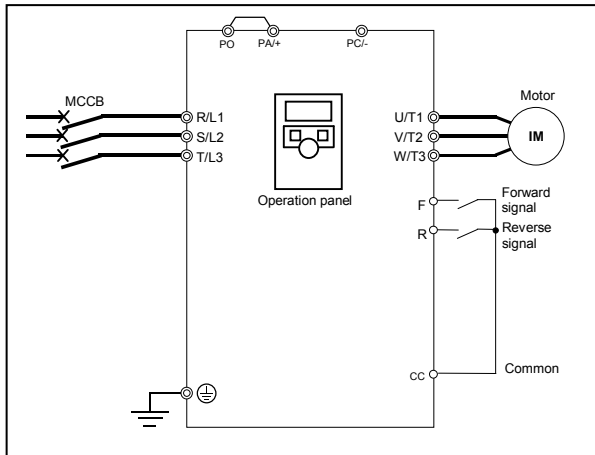 PO PA/+ PC/-
MCCB
R/L1
S/L2
T/L3
Operation panel
U/T1
V/T2
W/T3
Motor
IM
F
Forward
signal
R
Reverse
signal
CC
Common